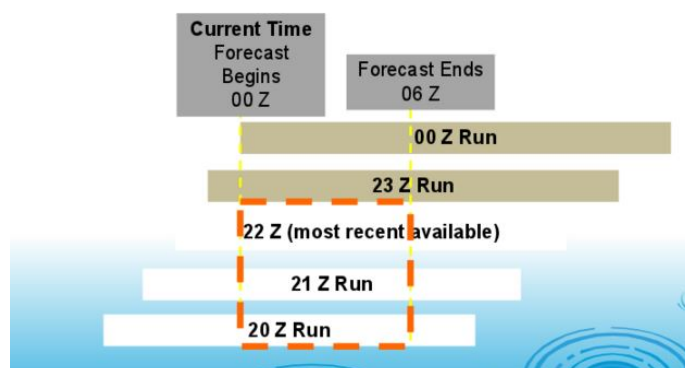 Current Time
Forecast
Begins
00 Z
Forecast Ends
06 Z
00 Z Run
23 Z Run
22 Z (most recent available)
21 Z Run
20 Z Run